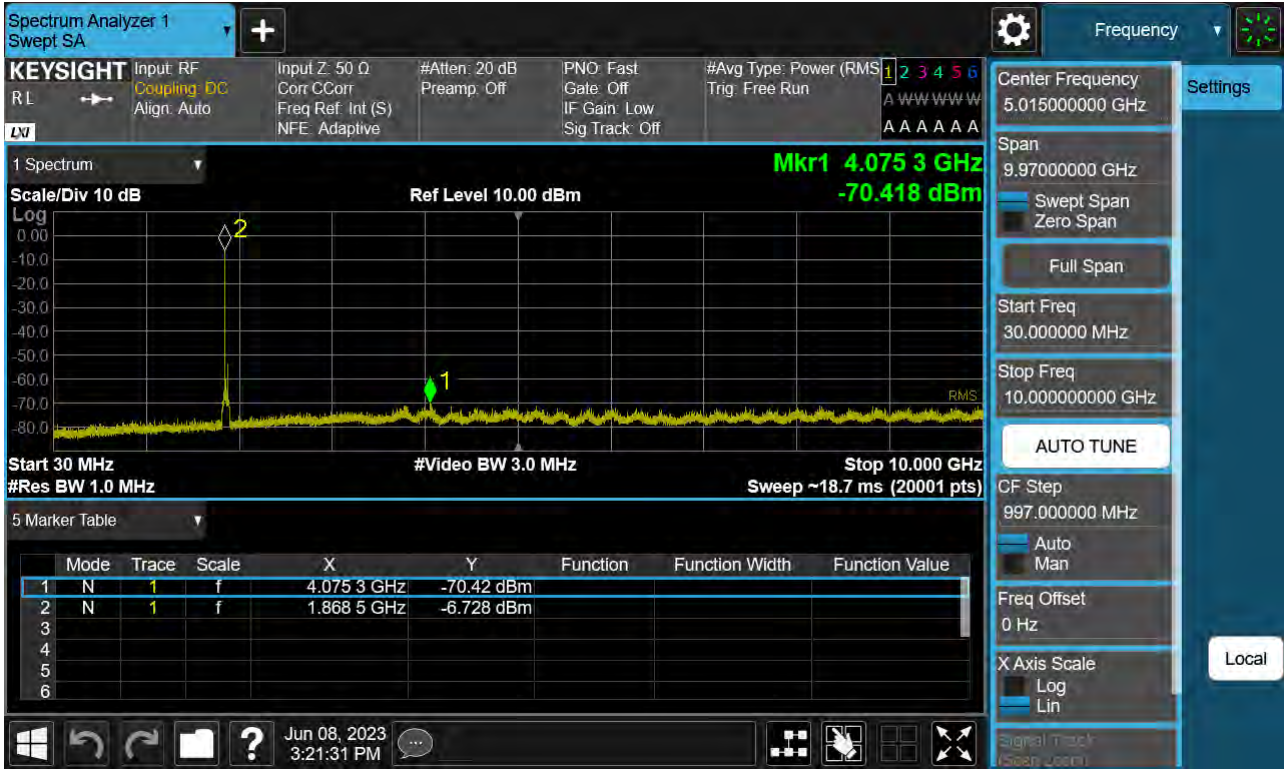 Spectrum Analyzer 1
Swept SA
+
Frequency
KEYSIGHT
RL
LXI
Input: RF
Coupling: DC
Align: Auto
Input Z: 50 Ω
Corr CCorr
Freq Ref: Int (S)
NFE: Adaptive
#Atten: 20 dB
Preamp: Off
PNO: Fast
Gate: Off
IF Gain: Low
Sig Track: Off
#Avg Type: Power (RMS
Trig: Free Run
1 2 3 4 5 6
A W W W W W
A A A A A A
1 Spectrum
Mkr1 4.075 3 GHz
Scale/Div 10 dB
Ref Level 10.00 dBm
-70.418 dBm
Log
0.00
-10.0
-20.0
-30.0
-40.0
-50.0
-60.0
-70.0
-80.0
2
1
RMS
Start 30 MHz
#Video BW 3.0 MHz
Stop 10.000 GHz
#Res BW 1.0 MHz
Sweep ~18.7 ms (20001 pts)
5 Marker Table
Mode Trace Scale X Y Function Function Width Function Value
1 N 1 f 4.075 3 GHz -70.42 dBm
2 N 1 f 1.868 5 GHz -6.728 dBm
3
4
5
6
?
Jun 08, 2023
3:21:31 PM
Center Frequency
5.015000000 GHz
Settings
Span
9.97000000 GHz
Swept Span
Zero Span
Full Span
Start Freq
30.000000 MHz
Stop Freq
10.000000000 GHz
AUTO TUNE
CF Step
997.000000 MHz
Auto
Man
Freq Offset
0 Hz
X Axis Scale
Log
Lin
Local
Signal Track
(Span Zoom)